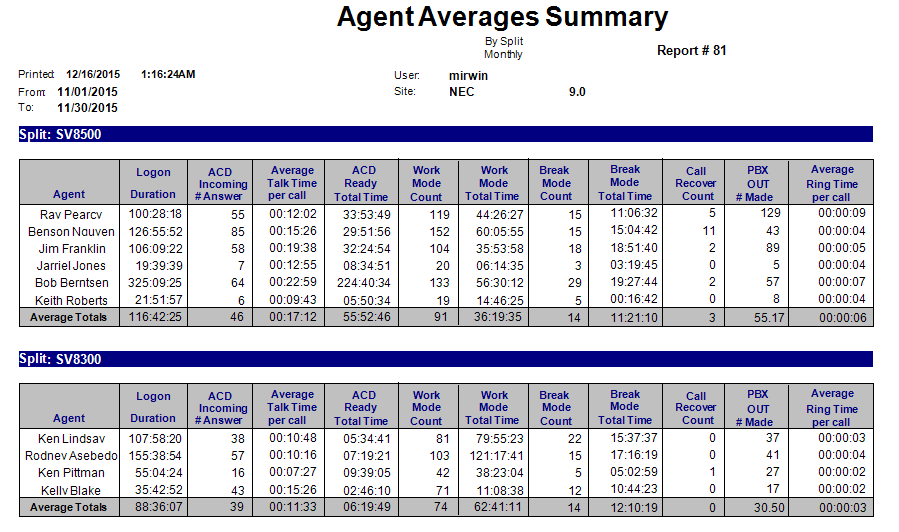 Agent Averages Summary
By Split
Monthly
Report # 81
Printed: 12/16/2015 1:16:24AM
User: mirwin
From: 11/01/2015
Site: NEC 9.0
To: 11/30/2015
Split: SV8500
Agent Logon Duration ACD Incoming # Answer Average Talk Time per call ACD Ready Total Time Work Mode Count Work Mode Total Time Break Mode Count Break Mode Total Time Call Recover Count PBX OUT # Made Average Ring Time per call
Ray Pearcy 100:28:18 55 00:12:02 33:53:49 119 44:26:27 15 11:06:32 5 129 00:00:09
Benson Nguyen 126:55:52 85 00:15:26 29:51:56 152 60:05:55 15 15:04:42 11 43 00:00:04
Jim Franklin 106:09:22 58 00:19:38 32:24:54 104 35:53:58 18 18:51:40 2 89 00:00:05
Jarriel Jones 19:39:39 7 00:12:55 08:34:51 20 06:14:35 3 03:19:45 0 5 00:00:04
Bob Berntsen 325:09:25 64 00:22:59 224:40:34 133 56:30:12 29 19:27:44 2 57 00:00:07
Keith Roberts 21:51:57 6 00:09:43 05:50:34 19 14:46:25 5 00:16:42 0 8 00:00:04
Average Totals 116:42:25 46 00:17:12 55:52:46 91 36:19:35 14 11:21:10 3 55.17 00:00:06
Split: SV8300
Agent Logon Duration ACD Incoming # Answer Average Talk Time per call ACD Ready Total Time Work Mode Count Work Mode Total Time Break Mode Count Break Mode Total Time Call Recover Count PBX OUT # Made Average Ring Time per call
Ken Lindsay 107:58:20 38 00:10:48 05:34:41 81 79:55:23 22 15:37:37 0 37 00:00:03
Rodney Asebedo 155:38:54 57 00:10:16 07:19:21 103 121:17:41 15 17:16:19 0 41 00:00:04
Ken Pittman 55:04:24 16 00:07:27 09:39:05 42 38:23:04 5 05:02:59 1 27 00:00:02
Kelly Blake 35:42:52 43 00:15:26 02:46:10 71 11:08:38 12 10:44:23 0 17 00:00:02
Average Totals 88:36:07 39 00:11:33 06:19:49 74 62:41:11 14 12:10:19 0 30.50 00:00:03